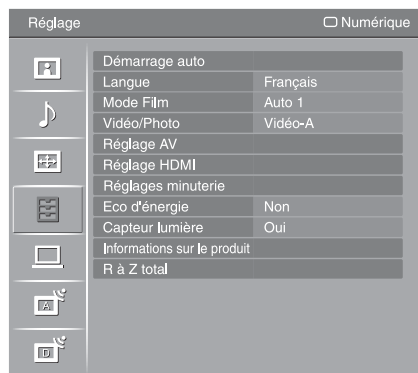 Réglage Numérique
Démarrage auto
Langue Français
Mode Film Auto 1
Vidéo/Photo Vidéo-A
Réglage AV
Réglage HDMI
Réglages minuterie
Eco d'énergie Non
Capteur lumière Oui
Informations sur le produit
R à Z total
A
D